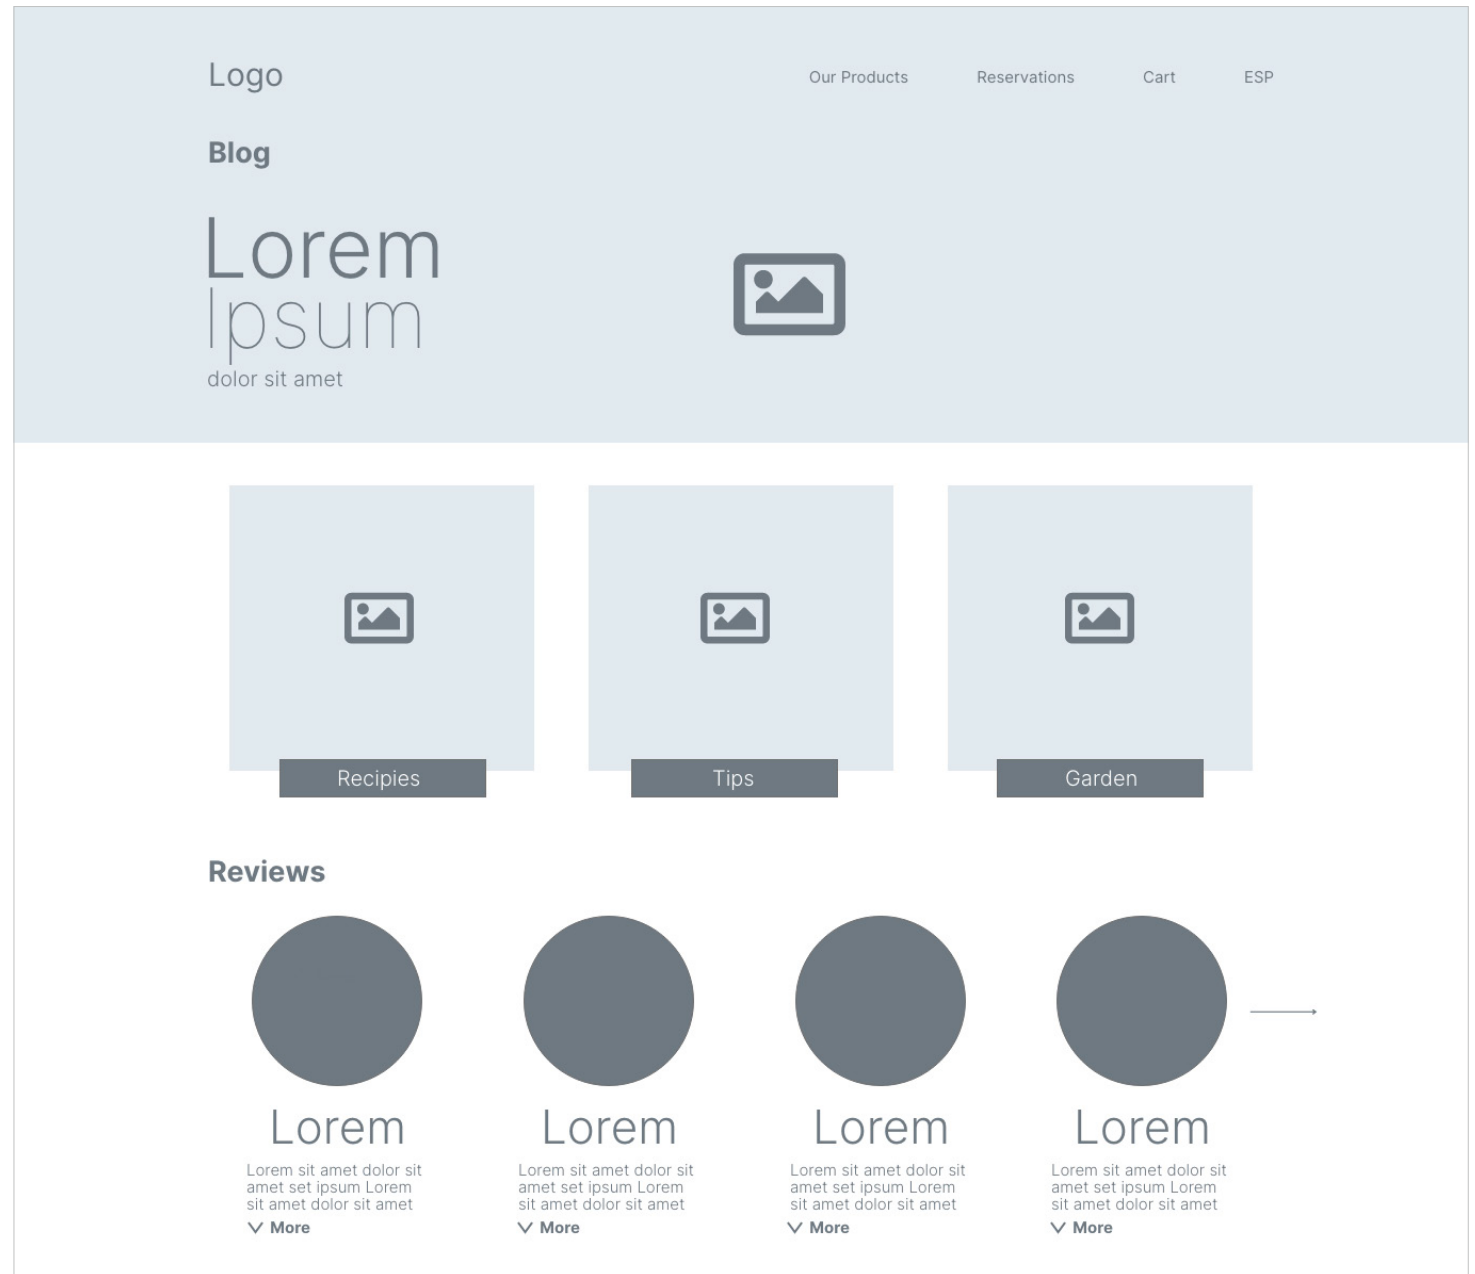 Logo
Our Products
Reservations
Cart
ESP
Blog
Lorem
Ipsum
dolor sit amet
Recipies
Tips
Garden
Reviews
Lorem
Lorem sit amet dolor sit
amet set ipsum Lorem
sit amet dolor sit amet
More
Lorem
Lorem sit amet dolor sit
amet set ipsum Lorem
sit amet dolor sit amet
More
Lorem
Lorem sit amet dolor sit
amet set ipsum Lorem
sit amet dolor sit amet
More
Lorem
Lorem sit amet dolor sit
amet set ipsum Lorem
sit amet dolor sit amet
More